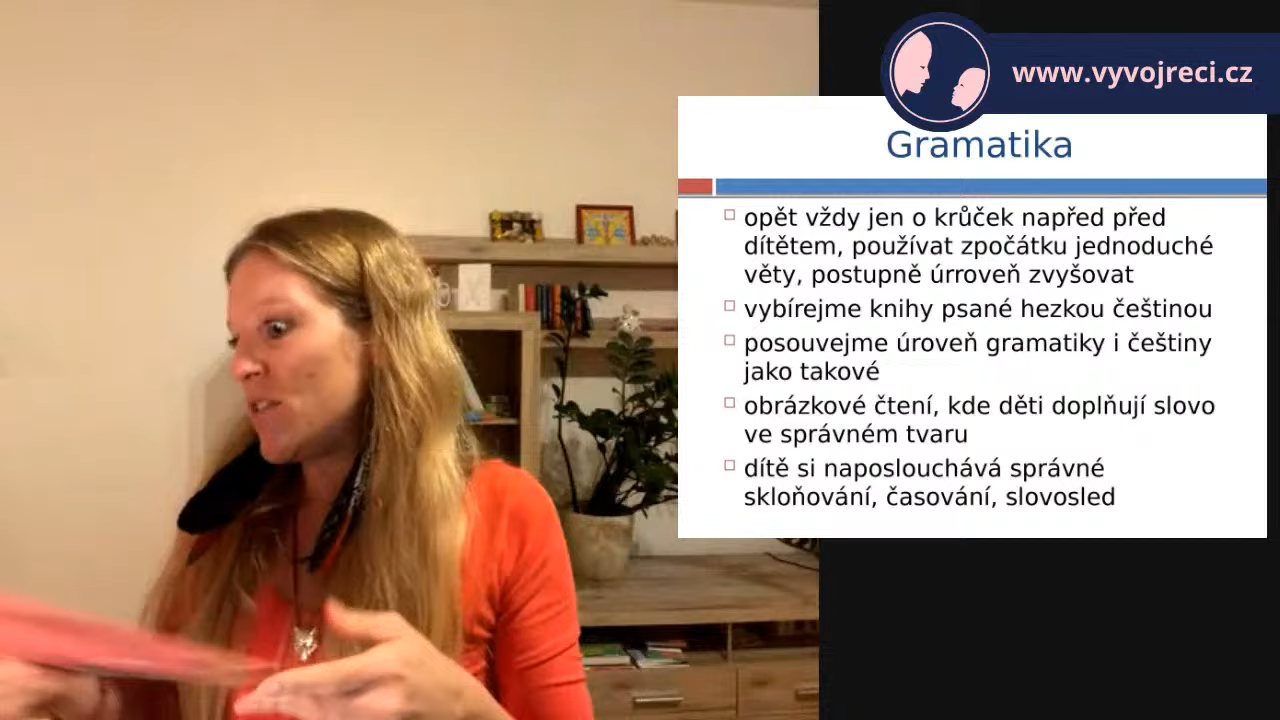 www.vyvojreci.cz
Gramatika
opět vždy jen o krůček napřed před
dítětem, používat zpočátku jednoduché
věty, postupně úrroveň zvyšovat
vybírejme knihy psané hezkou češtinou
posouvejme úroveň gramatiky i češtiny
jako takové
obrázkové čtení, kde děti doplňují slovo
ve správném tvaru
dítě si naposlouchává správné
skloňování, časování, slovosled